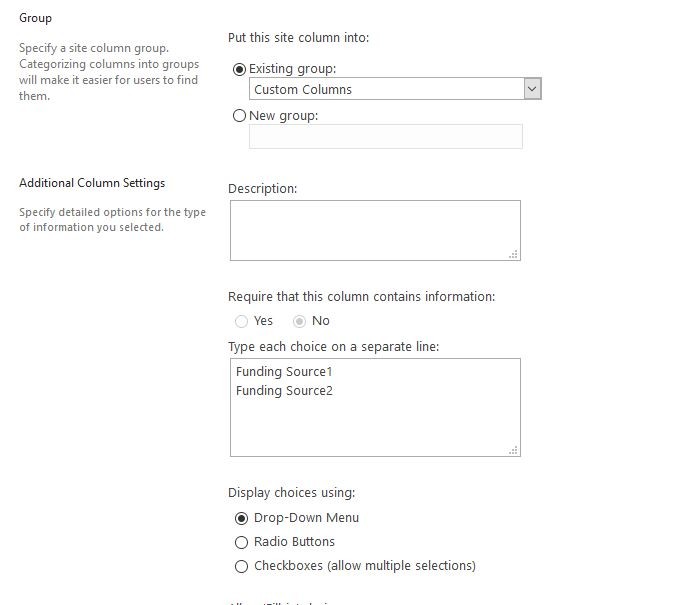 Group
Specify a site column group.
Categorizing columns into groups
will make it easier for users to find
them.
Put this site column into:
Existing group:
Custom Columns
New group:
Additional Column Settings
Specify detailed options for the type
of information you selected.
Description:
Require that this column contains information:
Yes No
Type each choice on a separate line:
Funding Source1
Funding Source2
Display choices using:
Drop-Down Menu
Radio Buttons
Checkboxes (allow multiple selections)